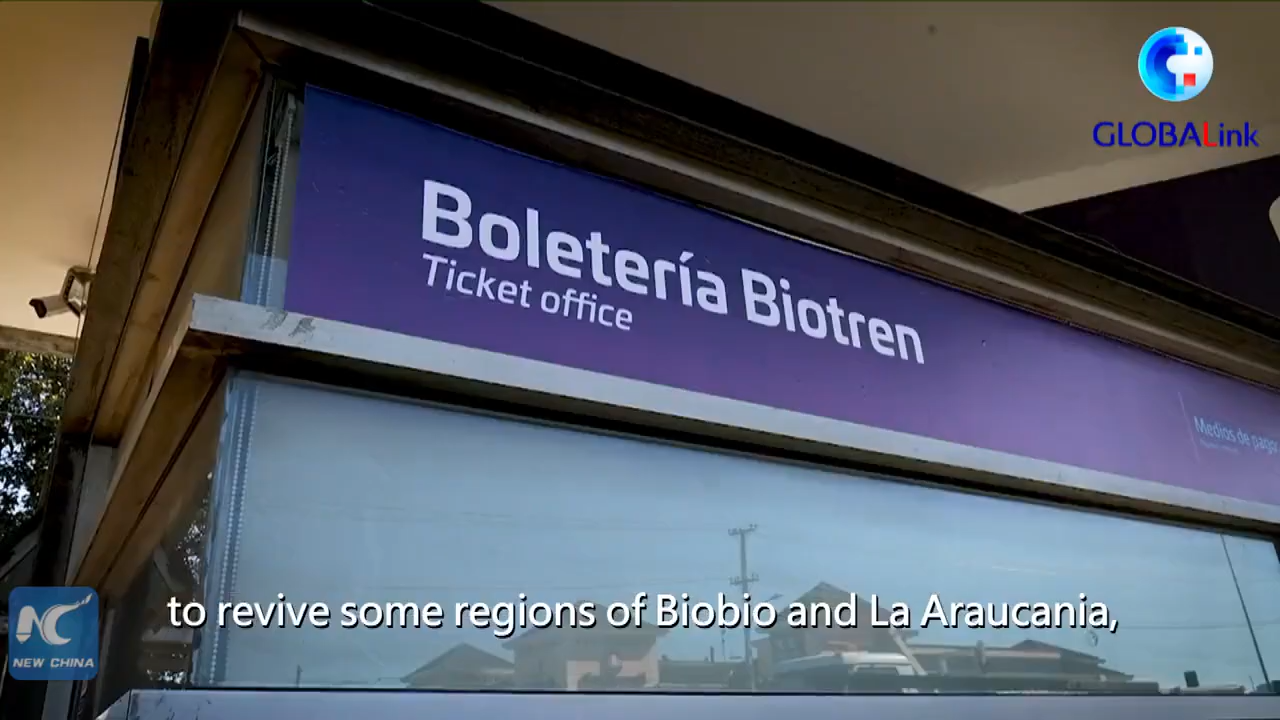 GLOBALink
Boletería Biotren
Ticket office
Medios de pago
to revive some regions of Biobio and La Araucania,
NC
NEW CHINA